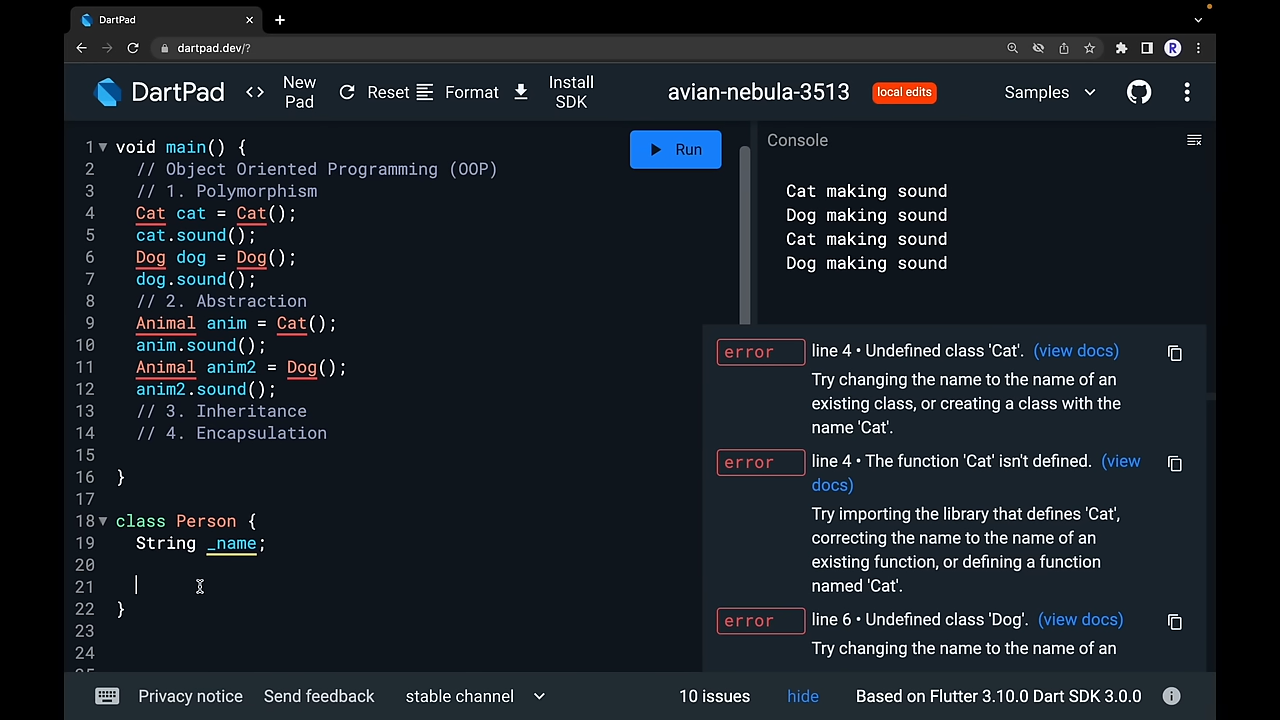 DartPad
dartpad.dev/?
R
DartPad
<>
New Pad
Reset
Format
Install SDK
avian-nebula-3513
local edits
Samples
1 void main() {
2 // Object Oriented Programming (OOP)
3 // 1. Polymorphism
4 Cat cat = Cat();
5 cat.sound();
6 Dog dog = Dog();
7 dog.sound();
8 // 2. Abstraction
9 Animal anim = Cat();
10 anim.sound();
11 Animal anim2 = Dog();
12 anim2.sound();
13 // 3. Inheritance
14 // 4. Encapsulation
15
16 }
17
18 class Person {
19 String _name;
20
21
22 }
23
24
Run
Console
Cat making sound
Dog making sound
Cat making sound
Dog making sound
error line 4 • Undefined class 'Cat'. (view docs)
Try changing the name to the name of an
existing class, or creating a class with the
name 'Cat'.
error line 4 • The function 'Cat' isn't defined. (view
docs)
Try importing the library that defines 'Cat',
correcting the name to the name of an
existing function, or defining a function
named 'Cat'.
error line 6 • Undefined class 'Dog'. (view docs)
Try changing the name to the name of an
Privacy notice
Send feedback
stable channel
10 issues
hide
Based on Flutter 3.10.0 Dart SDK 3.0.0